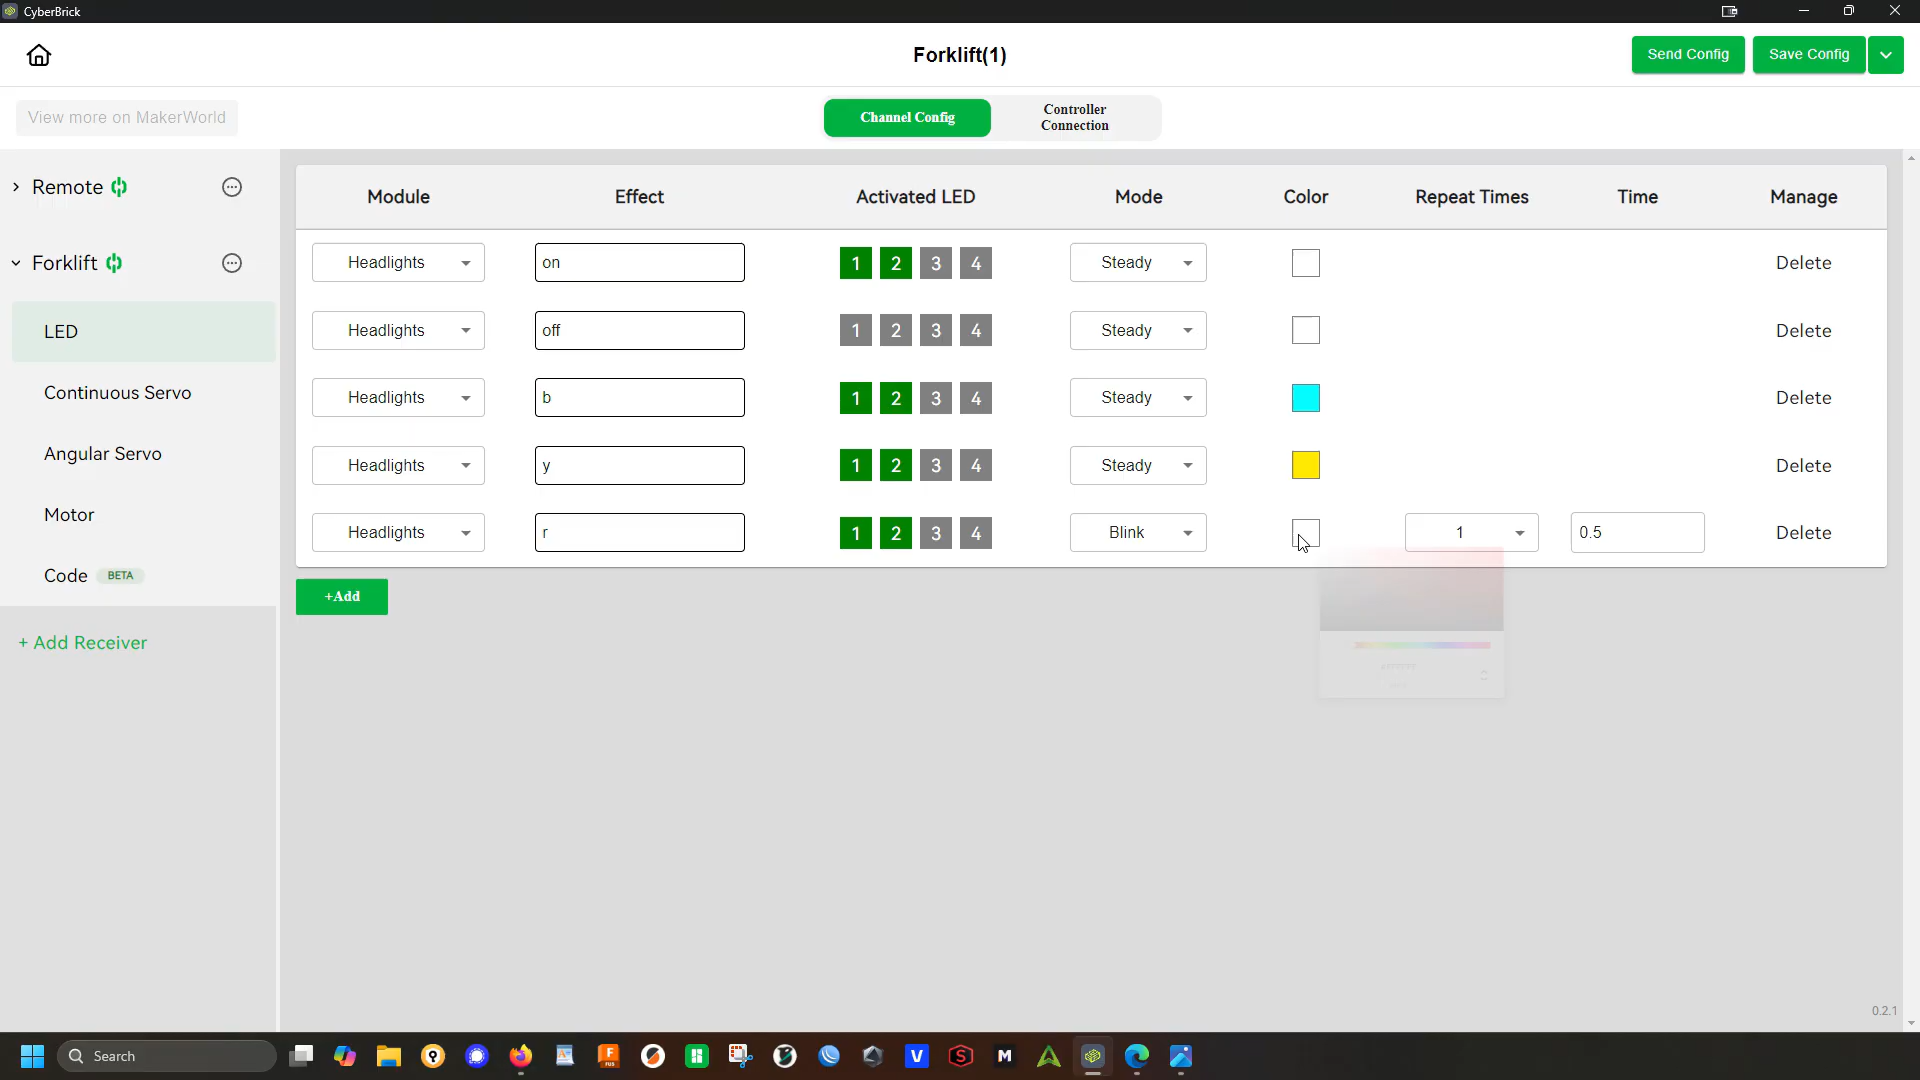 CyberBrick
Forklift(1)
Send Config
Save Config
View more on MakerWorld
Channel Config
Controller
Connection
Remote
Forklift
LED
Continuous Servo
Angular Servo
Motor
Code BETA
+ Add Receiver
Module Effect Activated LED Mode Color Repeat Times Time Manage
Headlights on 1 2 3 4 Steady Delete
Headlights off 1 2 3 4 Steady Delete
Headlights b 1 2 3 4 Steady Delete
Headlights y 1 2 3 4 Steady Delete
Headlights r 1 2 3 4 Blink 1 0.5 Delete
+Add
0.2.1
Search